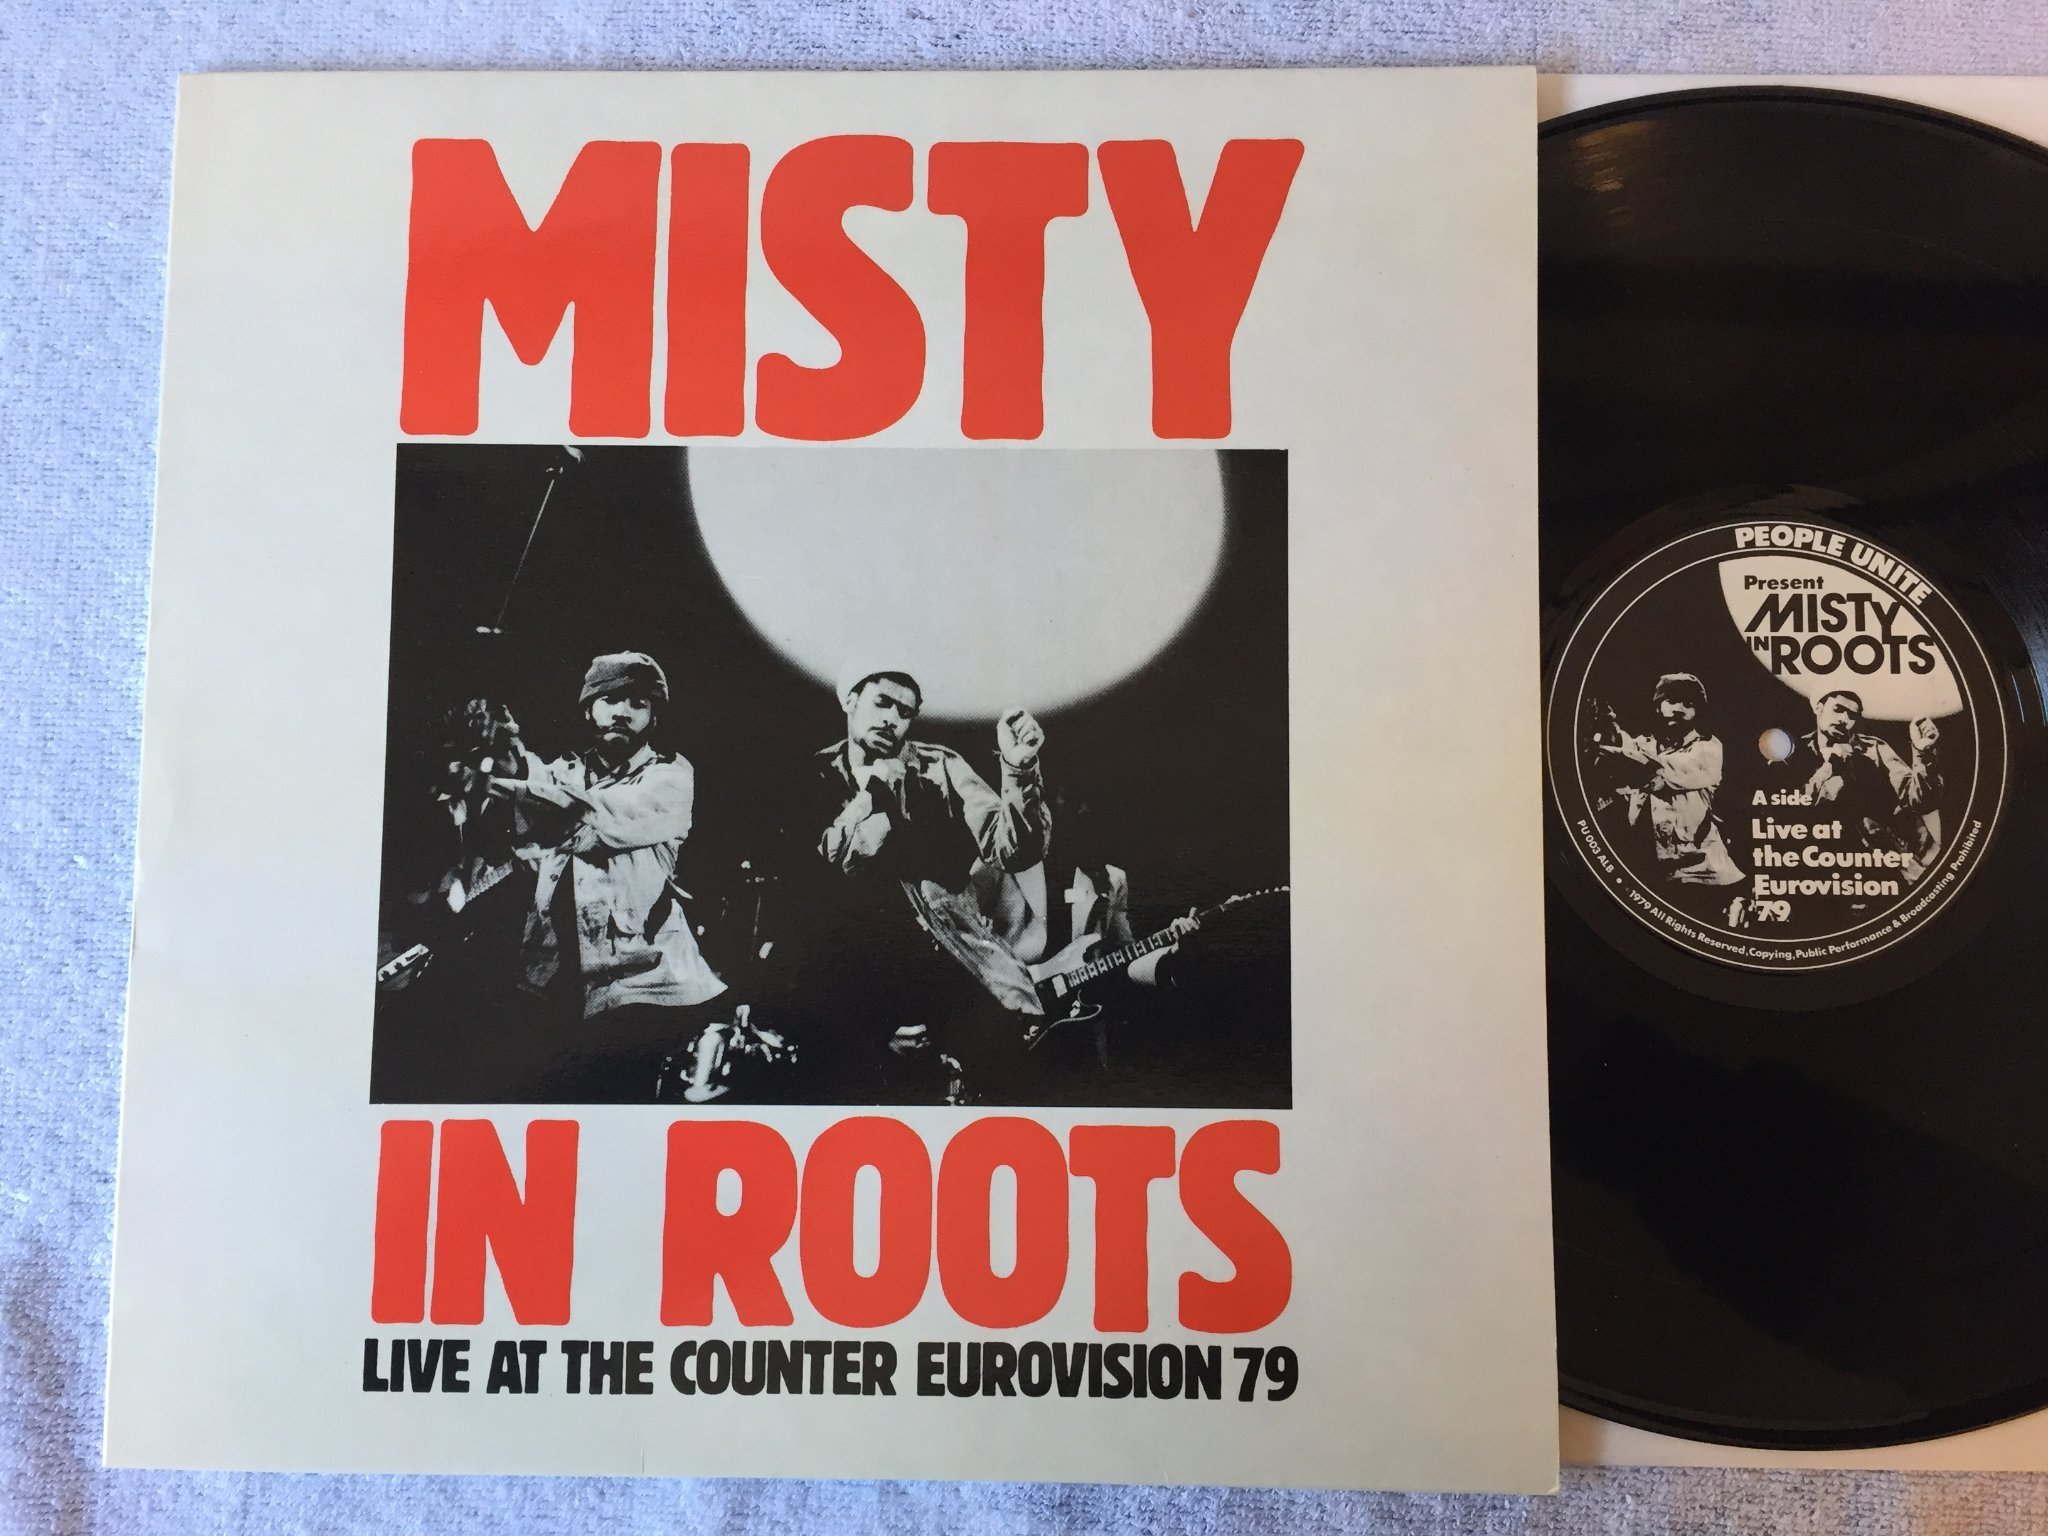 MISTY
IN ROOTS
LIVE AT THE COUNTER EUROVISION 79
PEOPLE UNITE
Present
MISTY
IN ROOTS
A side
Live at
the Counter
Eurovision
79
PU 003 ALB • 1979 All Rights Reserved, Copying, Public Performance & Broadcasting Prohibited